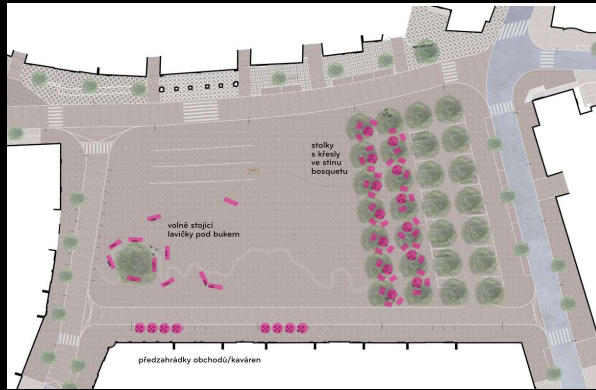 stolky
s křesly
ve stínu
bosquetu
volně stojící
lavičky pod bukem
předzahrádky obchodů/kaváren